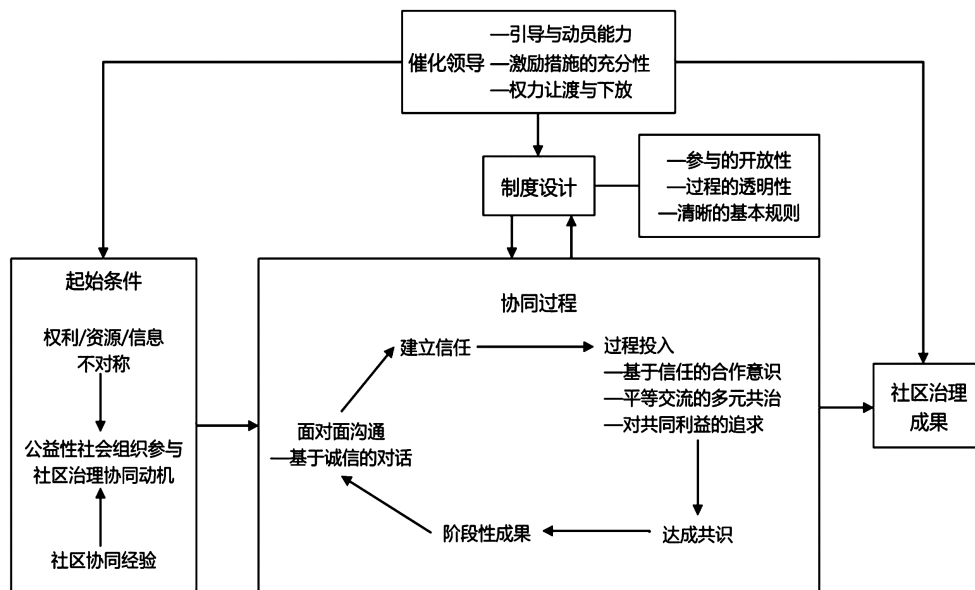 催化领导
—引导与动员能力
—激励措施的充分性
—权力让渡与下放
制度设计
—参与的开放性
—过程的透明性
—清晰的基本规则
起始条件
权利/资源/信息
不对称
公益性社会组织参与
社区治理协同动机
社区协同经验
协同过程
建立信任
过程投入
—基于信任的合作意识
—平等交流的多元共治
—对共同利益的追求
面对面沟通
—基于诚信的对话
阶段性成果
达成共识
社区治理
成果